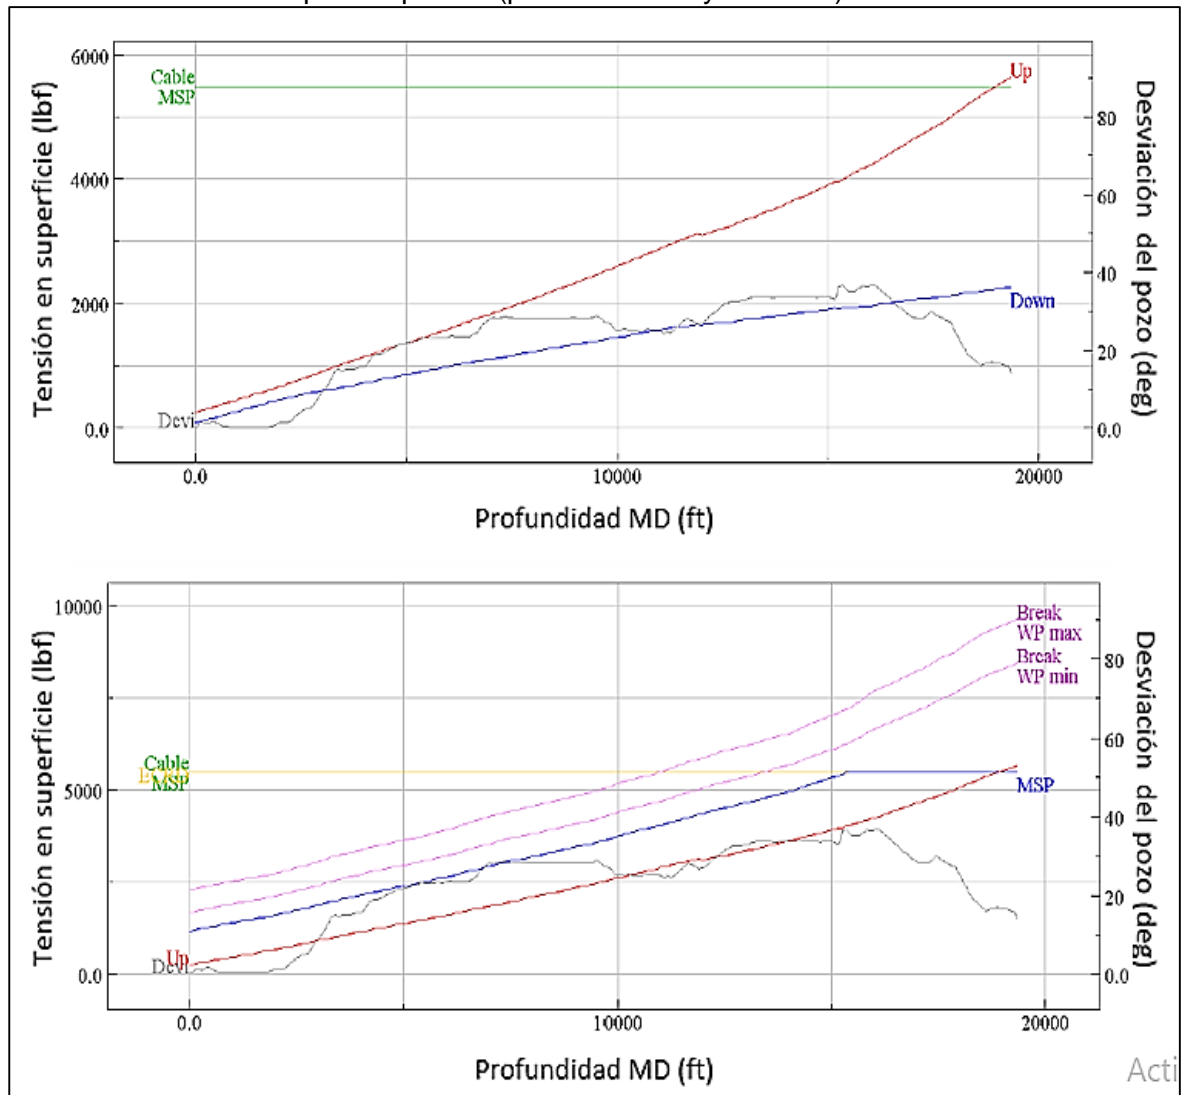 6000
Cable
MSP
Up
4000
2000
0.0
Devi
Down
80
60
40
20
0.0
Tensión en superficie (lbf)
Desviación del pozo (deg)
0.0
10000
20000
Profundidad MD (ft)
10000
Break
WP max
Break
WP min
Cable
MSP
5000
MSP
Up
Devi
0.0
80
60
40
20
0.0
Tensión en superficie (lbf)
Desviación del pozo (deg)
0.0
10000
20000
Profundidad MD (ft)
Acti